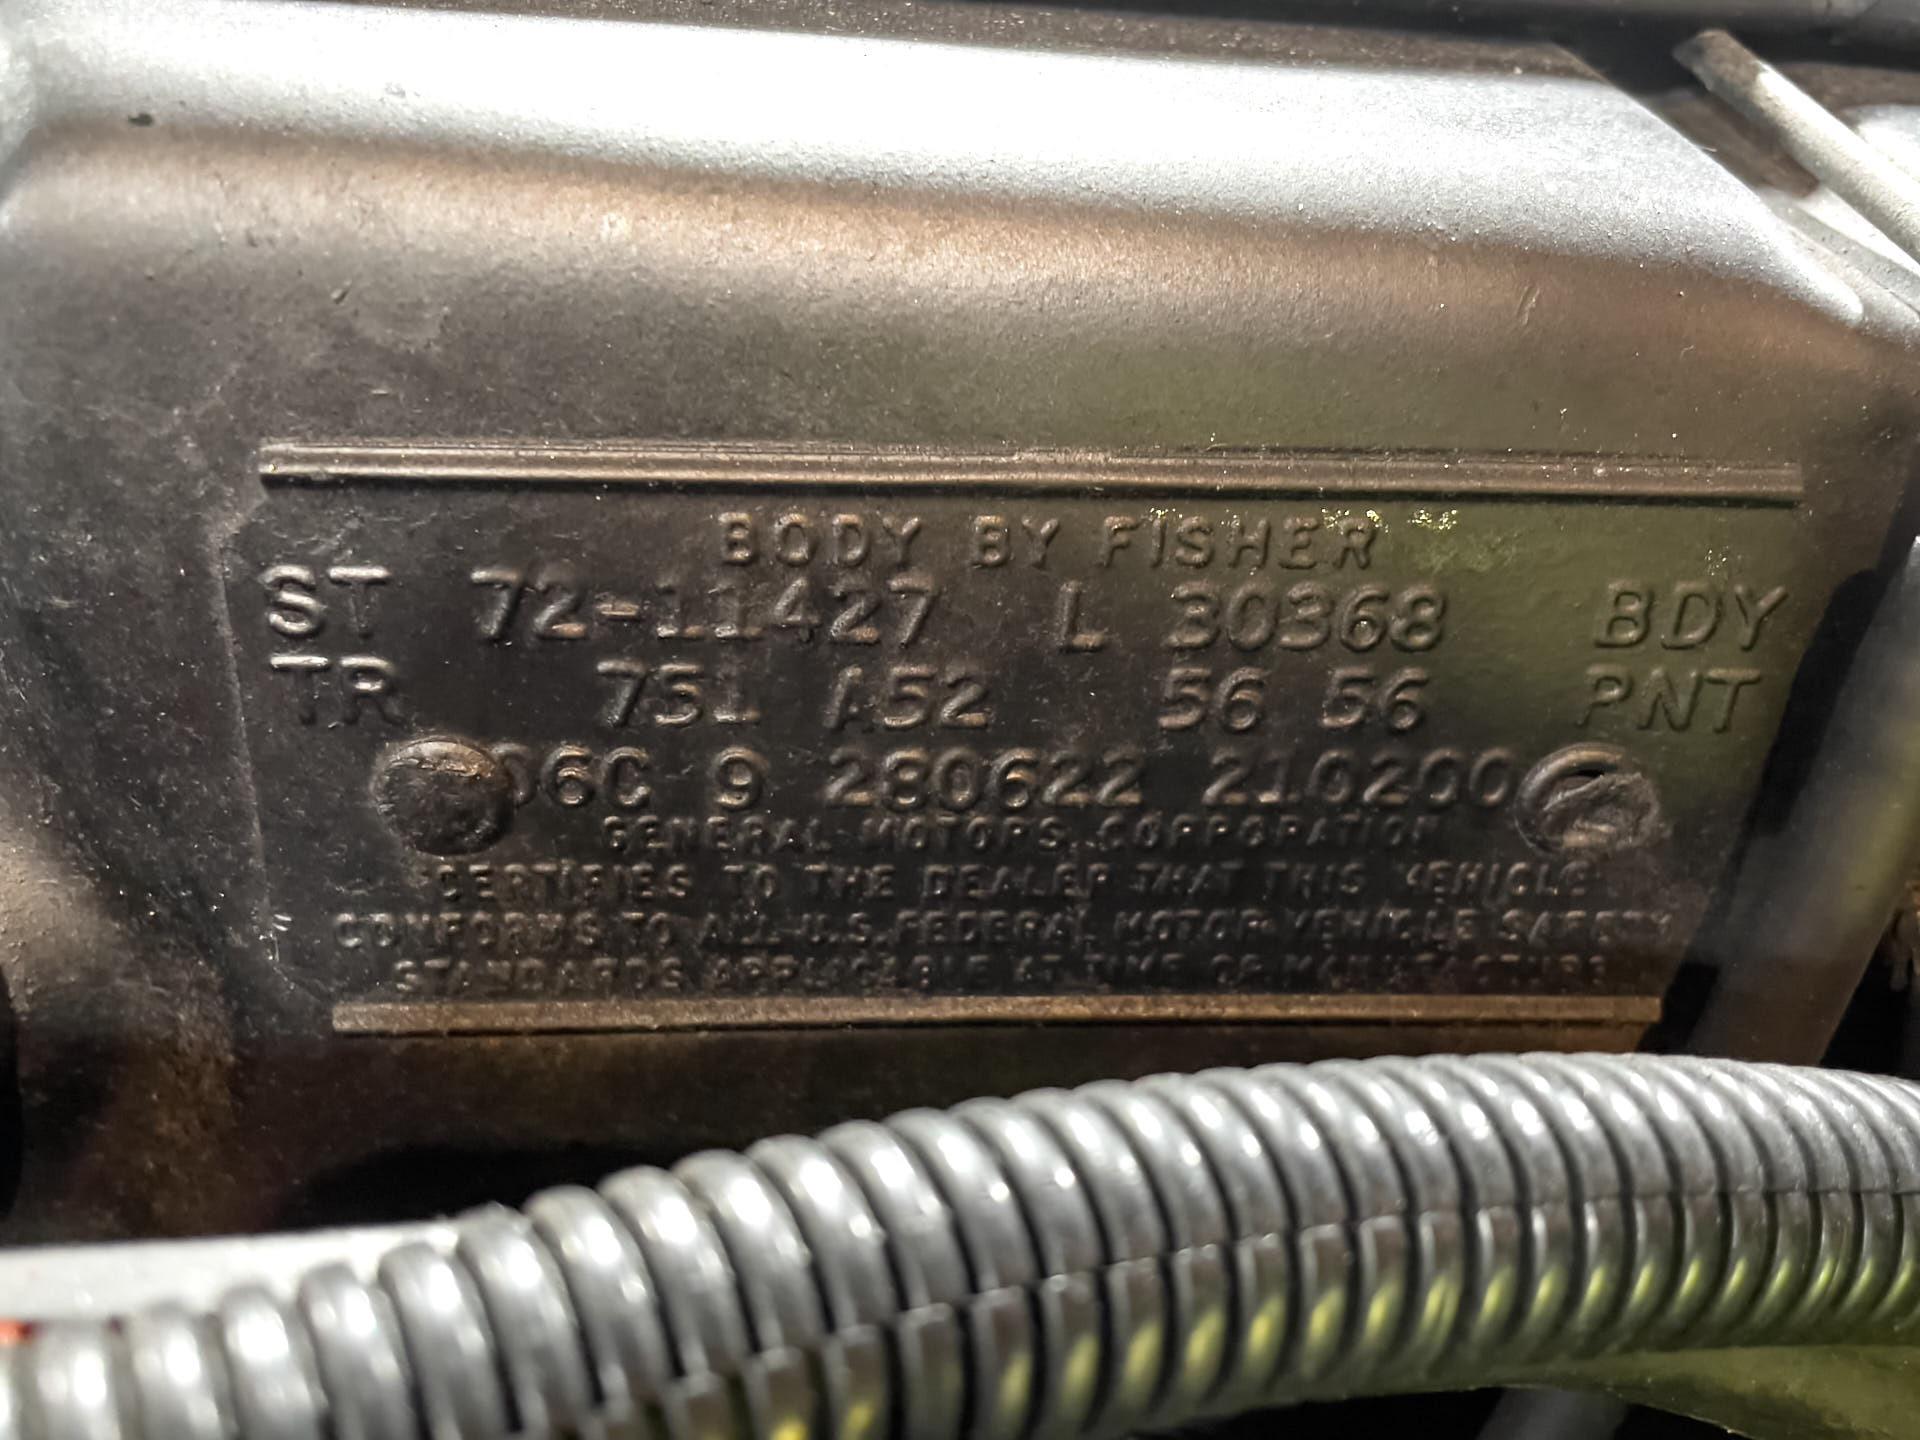 BODY BY FISHER
ST 72-11427 L 30368 BDY
TR 731 A52 56 56 PNT
06C 9 280622 210200
GENERAL MOTORS CORPORATION
CERTIFIES TO THE DEALER THAT THIS VEHICLE
CONFORMS TO ALL U.S. FEDERAL MOTOR VEHICLE SAFETY
STANDARDS APPLICABLE AT TIME OF MANUFACTURE